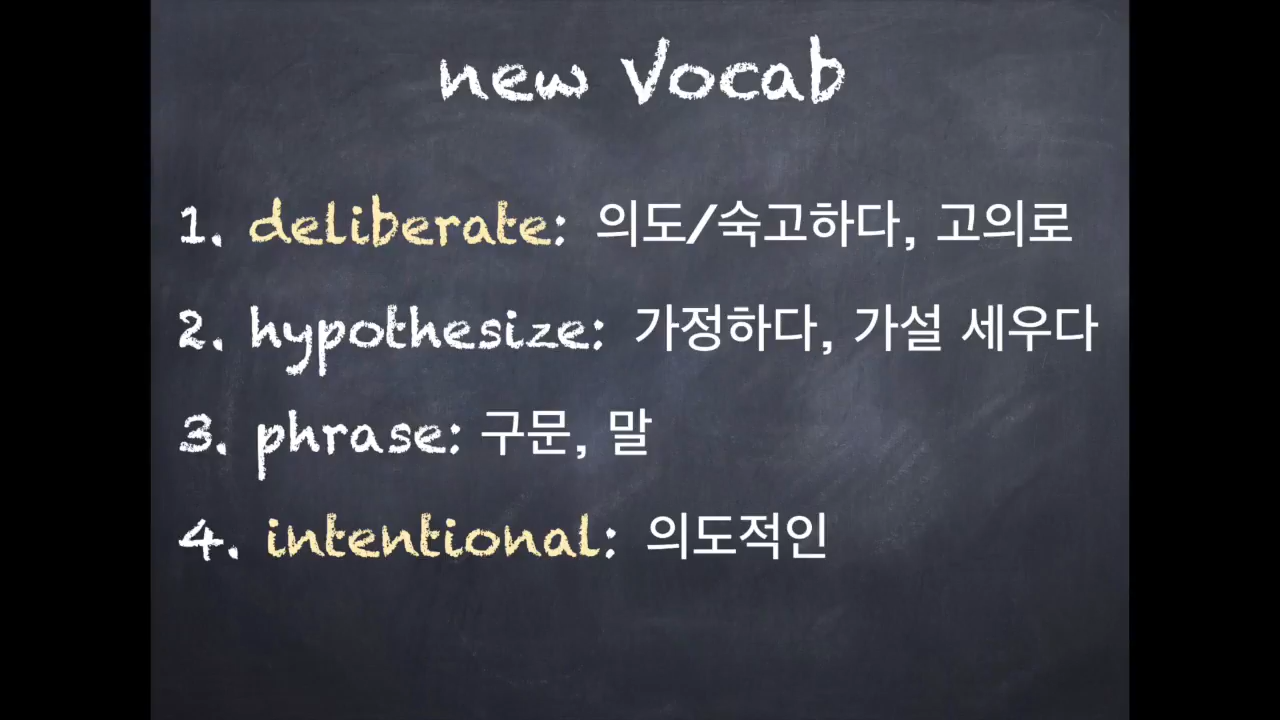 new Vocab
1. deliberate: 의도/숙고하다, 고의로
2. hypothesize: 가정하다, 가설 세우다
3. phrase: 구문, 말
4. intentional: 의도적인